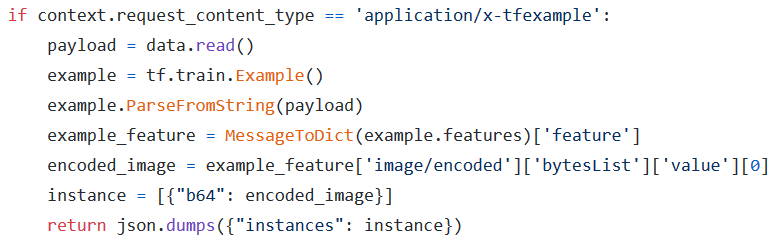 if context.request_content_type == 'application/x-tfexample':
    payload = data.read()
    example = tf.train.Example()
    example.ParseFromString(payload)
    example_feature = MessageToDict(example.features)['feature']
    encoded_image = example_feature['image/encoded']['bytesList']['value'][0]
    instance = [{"b64": encoded_image}]
    return json.dumps({"instances": instance})